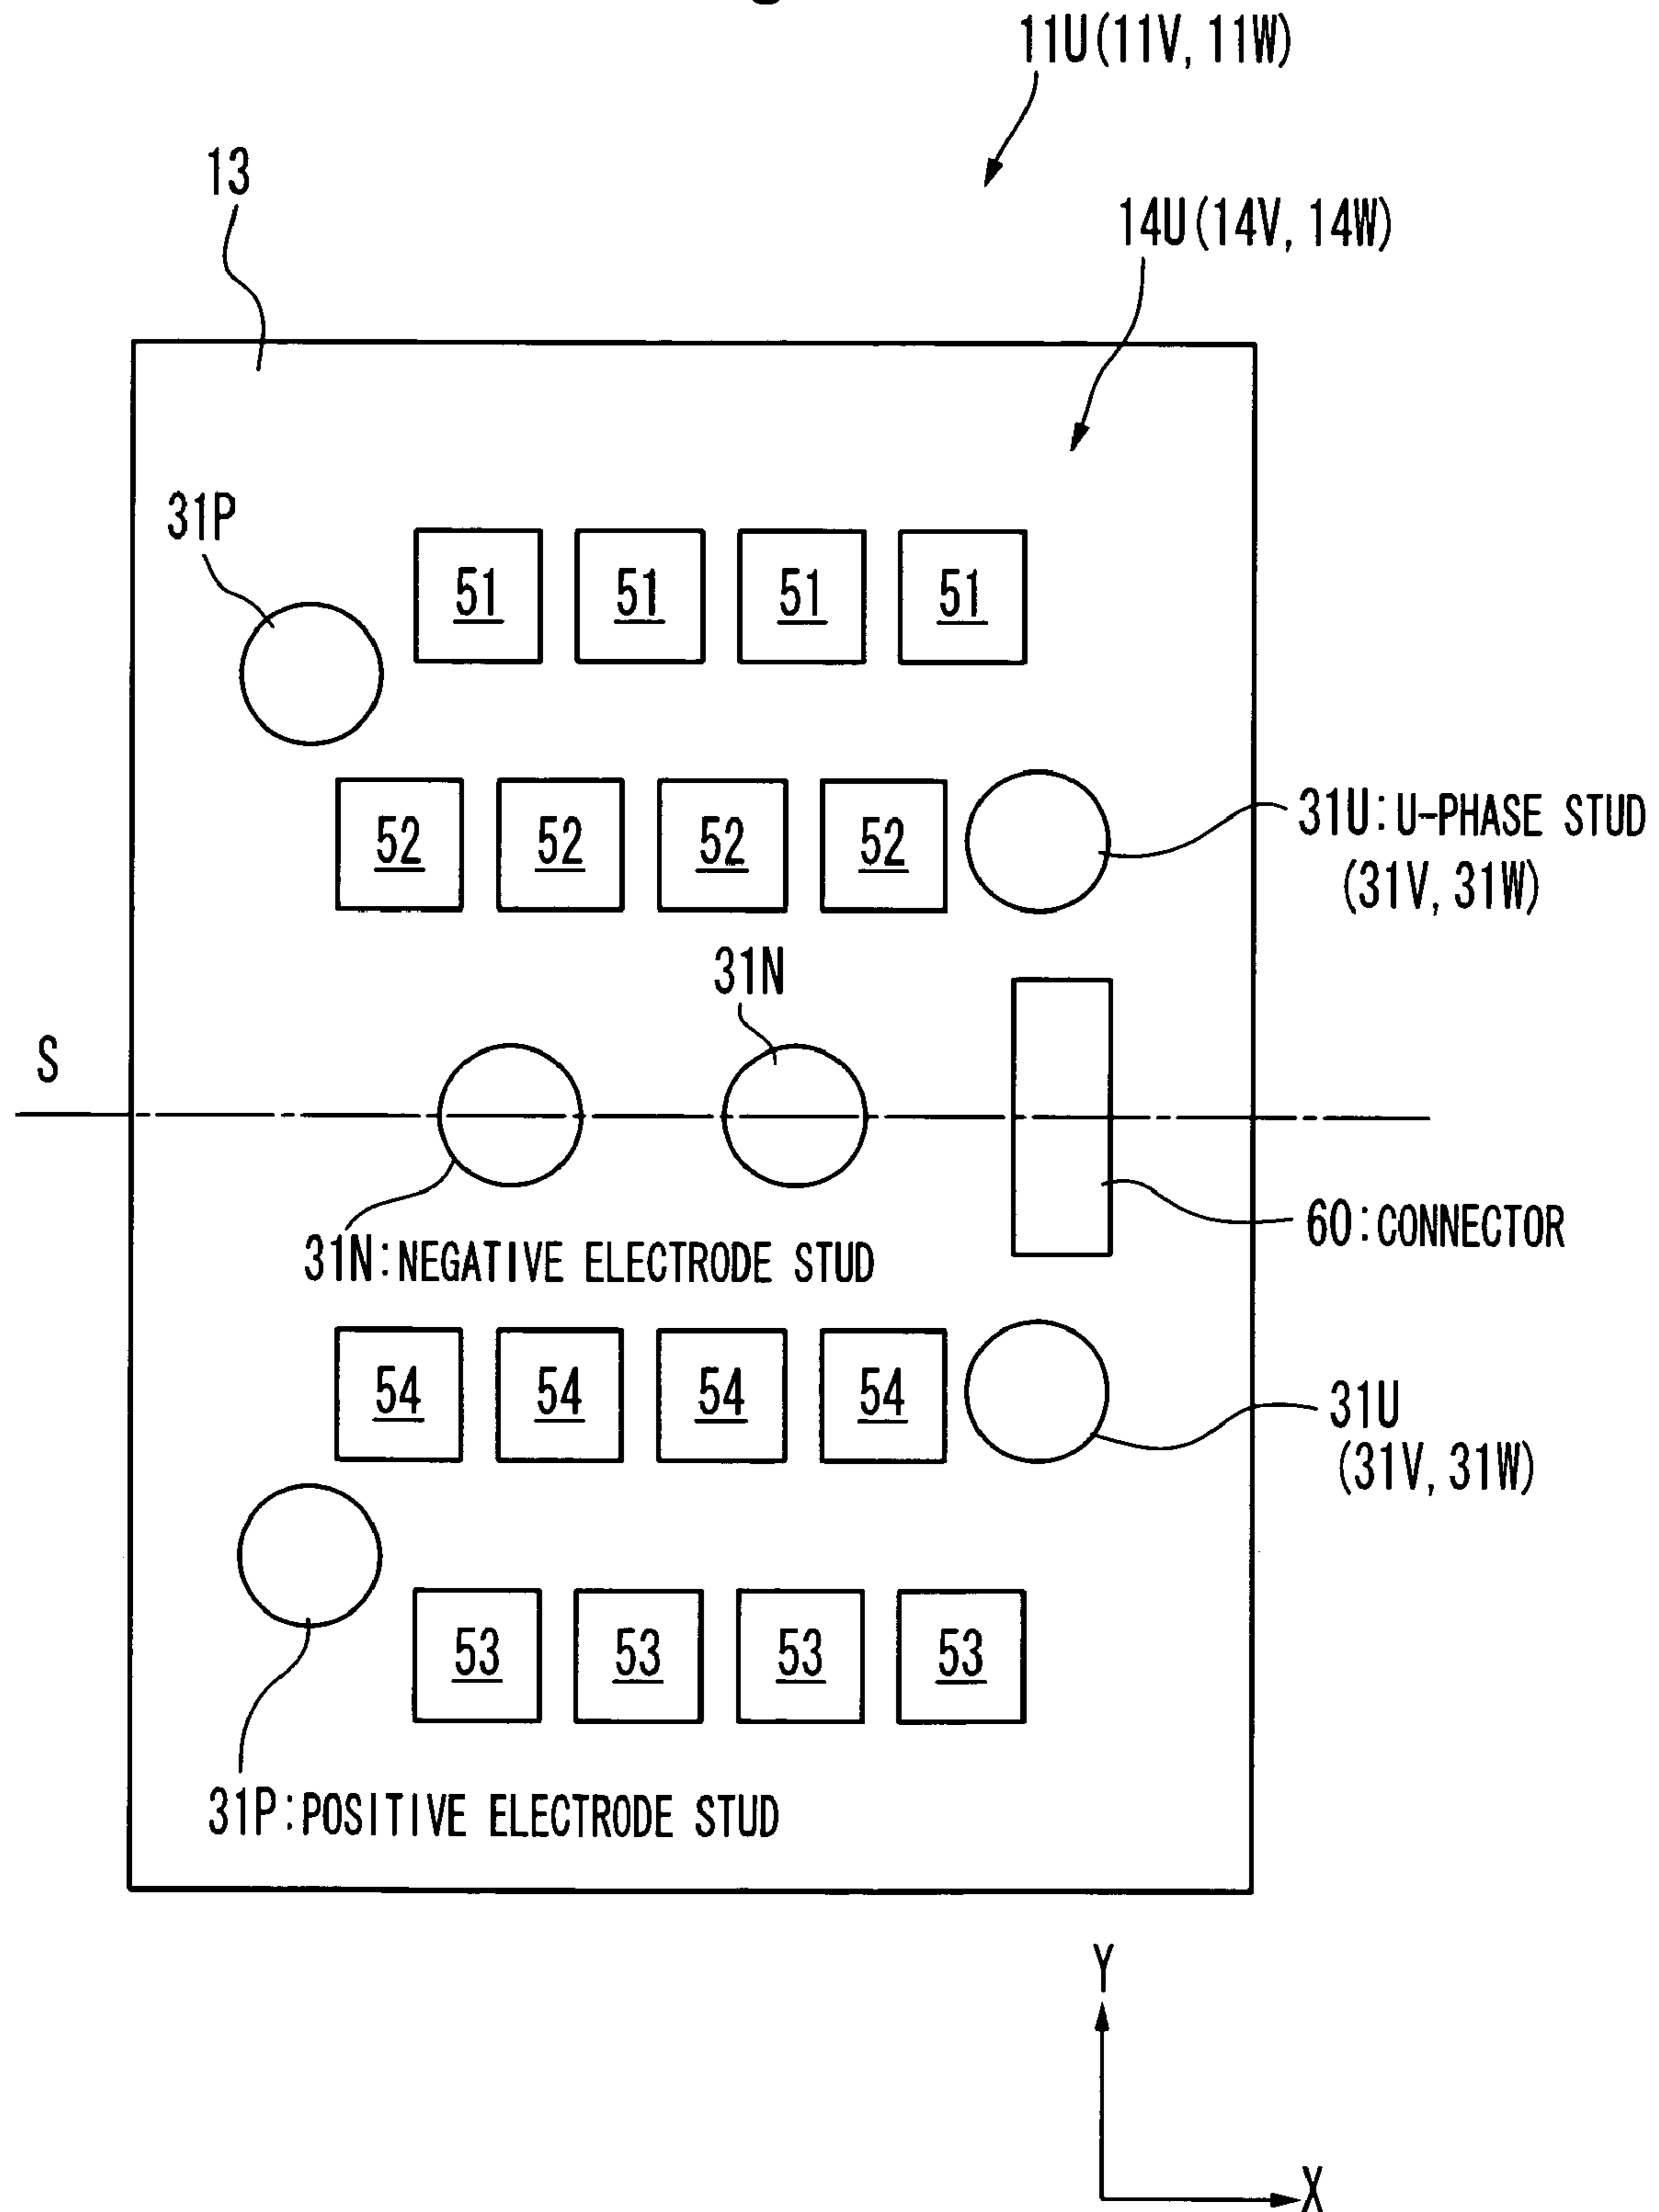 11U(11V, 11W)
13
14U(14V, 14W)
31P
51 51 51 51
52 52 52 52
31U:U-PHASE STUD
(31V, 31W)
31N
S
31N:NEGATIVE ELECTRODE STUD
60:CONNECTOR
54 54 54 54
31U
(31V, 31W)
53 53 53 53
31P:POSITIVE ELECTRODE STUD
Y
X